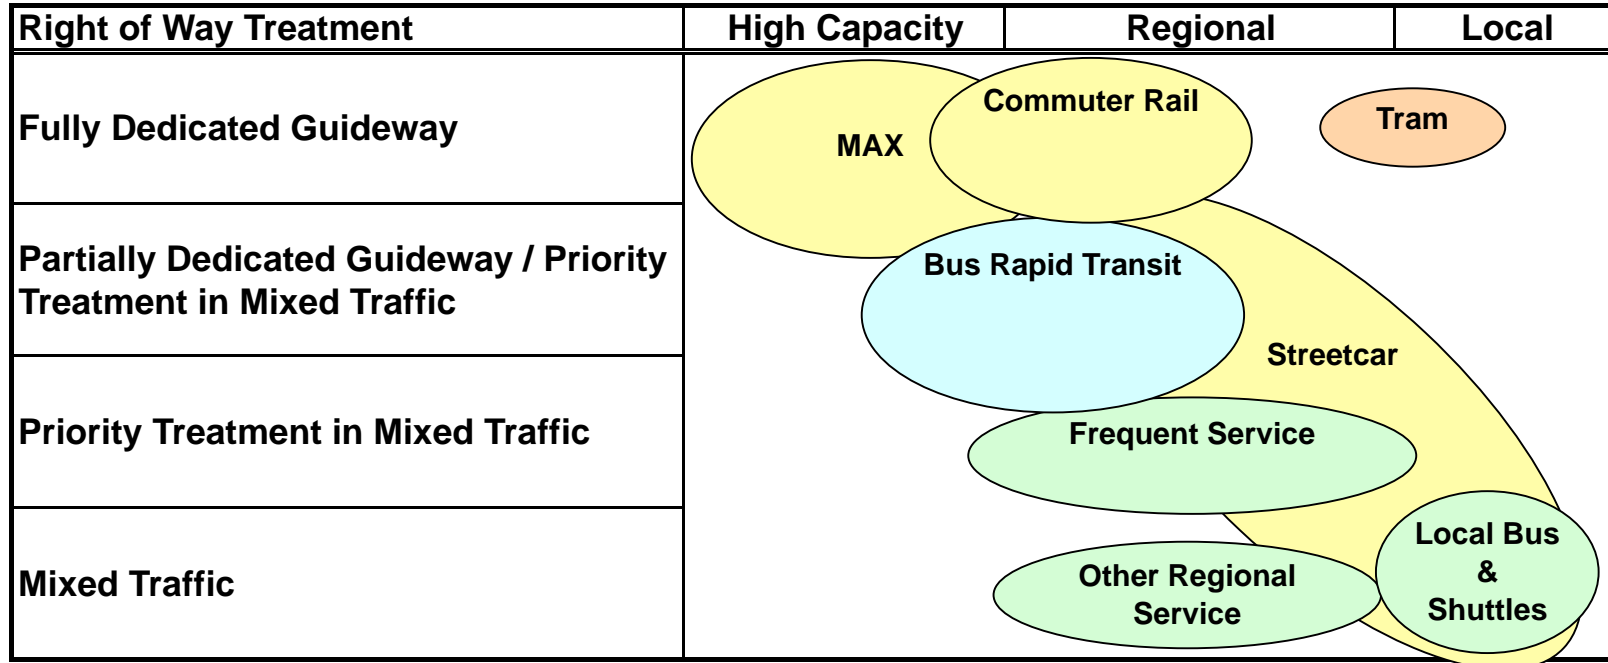 Right of Way Treatment
High Capacity
Regional
Local
Fully Dedicated Guideway
MAX
Commuter Rail
Tram
Partially Dedicated Guideway / Priority
Treatment in Mixed Traffic
Bus Rapid Transit
Streetcar
Priority Treatment in Mixed Traffic
Frequent Service
Mixed Traffic
Other Regional
Service
Local Bus
&
Shuttles